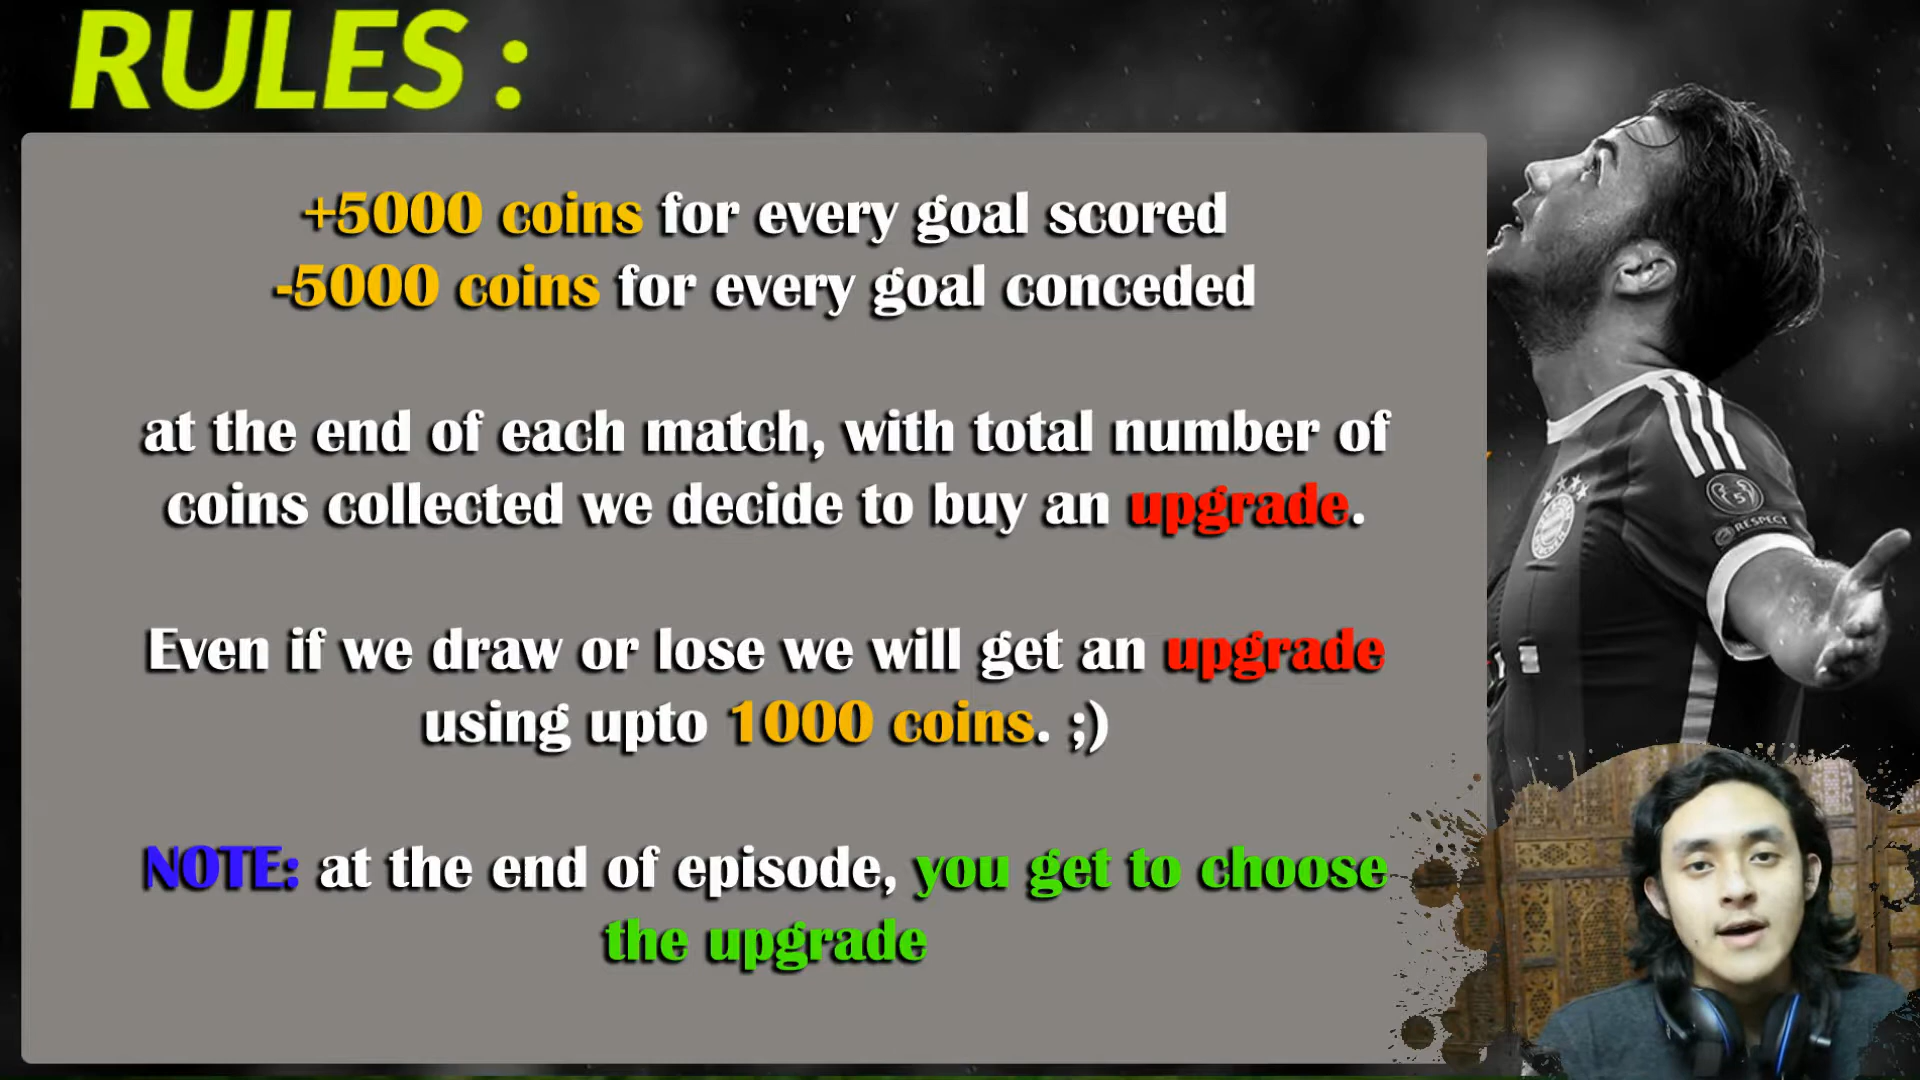 RULES :
+5000 coins for every goal scored
-5000 coins for every goal conceded
at the end of each match, with total number of
coins collected we decide to buy an upgrade.
Even if we draw or lose we will get an upgrade
using upto 1000 coins. ;)
NOTE: at the end of episode, you get to choose
the upgrade
5
RESPECT